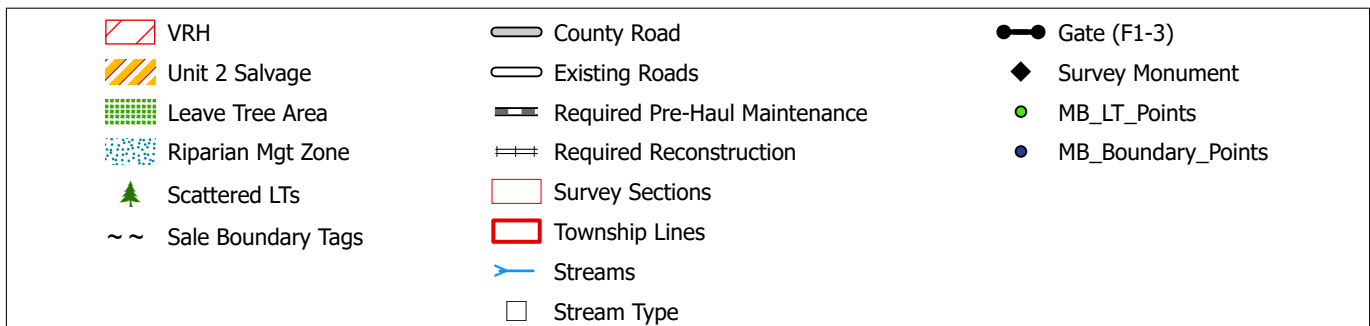 VRH
Unit 2 Salvage
Leave Tree Area
Riparian Mgt Zone
Scattered LTs
Sale Boundary Tags
County Road
Existing Roads
Required Pre-Haul Maintenance
Required Reconstruction
Survey Sections
Township Lines
Streams
Stream Type
Gate (F1-3)
Survey Monument
MB_LT_Points
MB_Boundary_Points